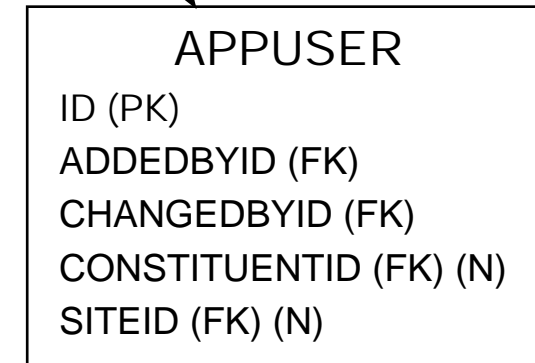 APPUSER
ID (PK)
ADDEDBYID (FK)
CHANGEDBYID (FK)
CONSTITUENTID (FK) (N)
SITEID (FK) (N)